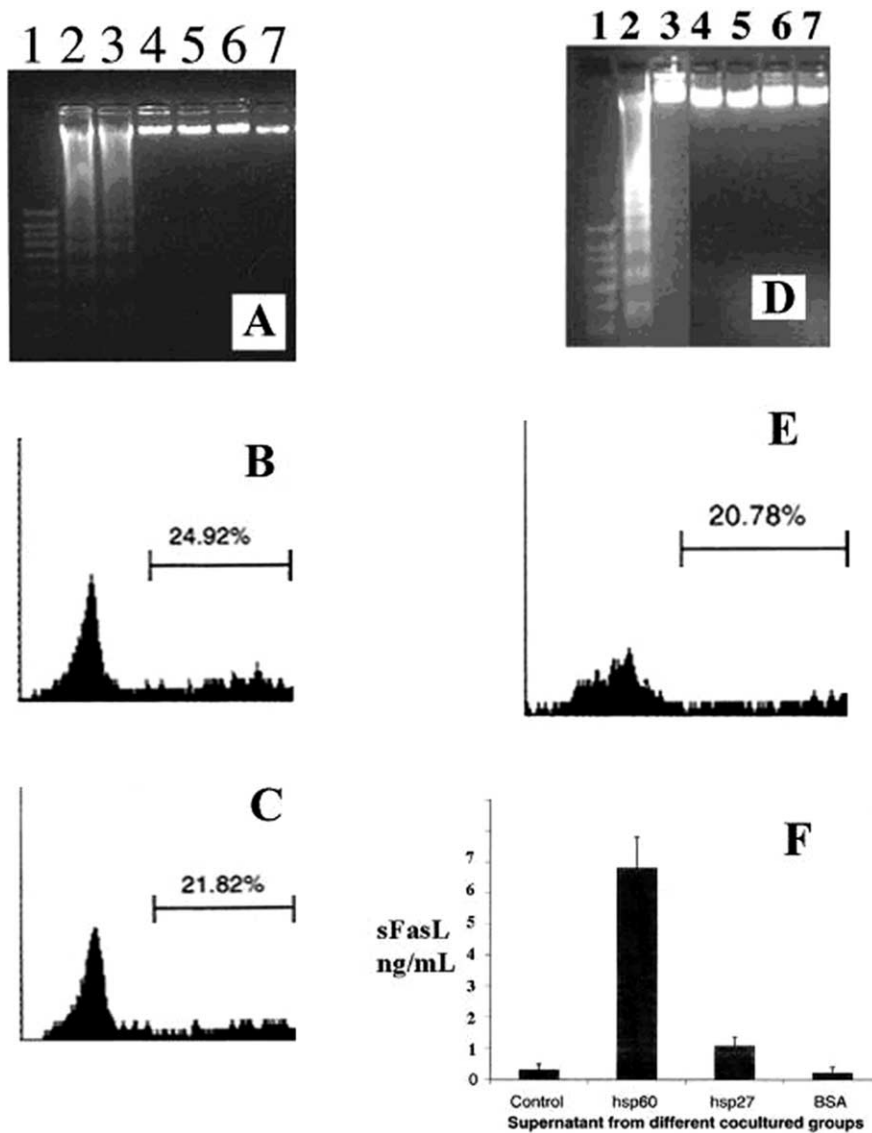 1 2 3 4 5 6 7
A
1 2 3 4 5 6 7
D
B
24.92%
E
20.78%
C
21.82%
F
sFasL
ng/mL
7
6
5
4
3
2
1
0
Control hsp60 hsp27 BSA
Supernatant from different cocultured groups